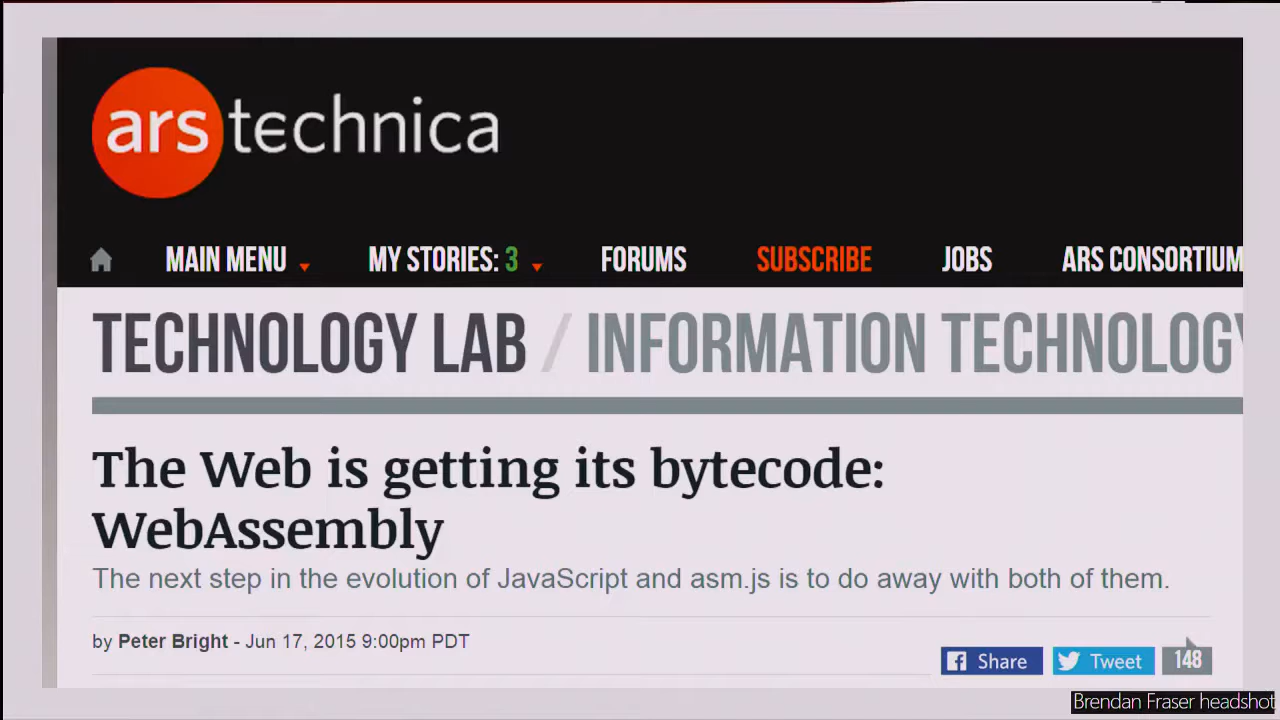 ars technica
MAIN MENU MY STORIES: 3 FORUMS SUBSCRIBE JOBS ARS CONSORTIUM
TECHNOLOGY LAB / INFORMATION TECHNOLOGY
The Web is getting its bytecode:
WebAssembly
The next step in the evolution of JavaScript and asm.js is to do away with both of them.
by Peter Bright - Jun 17, 2015 9:00pm PDT
Share Tweet 148
Brendan Fraser headshot